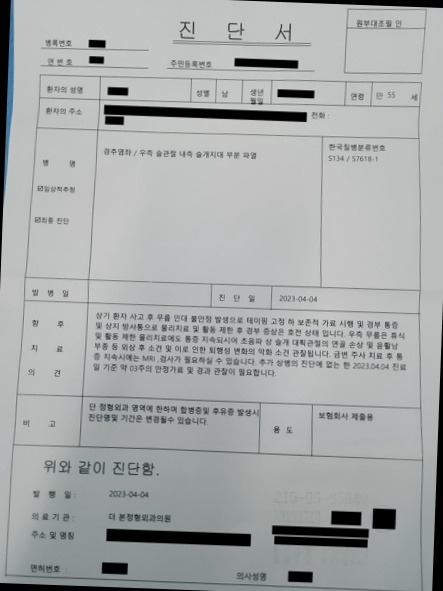 진 단 서
원부대조필 인
병록번호
연 번 호
주민등록번호
환자의 성명
성별 남
생년월일
연령 만 55 세
환자의 주소
전화 :
병 명
☑임상적추정
☑최종 진단
경추염좌 / 우측 슬관절 내측 슬개지대 부분 파열
한국질병분류번호
S134 / S7618-1
발 병 일
진 단 일
2023-04-04
향 후 치 료 의 견
상기 환자 사고 후 무릎 인대 불안정 발생으로 테이핑 고정 하 보존적 가료 시행 및 경부 통증
및 상지 방사통으로 물리치료 및 활동 제한 후 경부 증상은 호전 상태 입니다. 우측 무릎은 휴식
및 활동 제한 물리치료에도 통증 지속되시어 초음파 상 슬개 대퇴관절의 연골 손상 및 윤활낭
부종 등 외상 후 소견 및 이로 인한 퇴행성 변화의 악화 소견 관찰됩니다. 금번 주사 치료 후 통
증 지속시에는 MRI .검사가 필요하실 수 있습니다. 추가 상병의 진단에 없는 한 2023.04.04 진료
일 기준 약 03주의 안정가료 및 경과 관찰이 필요합니다.
비 고
단 정형외과 영역에 한하며 합병증및 후유증 발생시
진단명및 기간은 변경될수 있습니다.
용 도
보험회사 제출용
위와 같이 진단함.
발 행 일 : 2023-04-04
의 료 기 관 : 더 본정형외과의원
주소 및 명칭
면허번호 :
의사성명